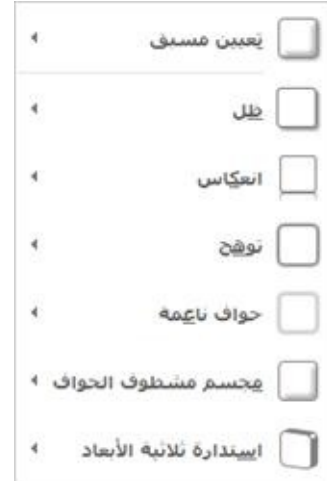 تعيين مسبق
ظل
انعكاس
توهج
حواف ناعمة
مجسم مشطوف الحواف
استدارة ثلاثية الأبعاد